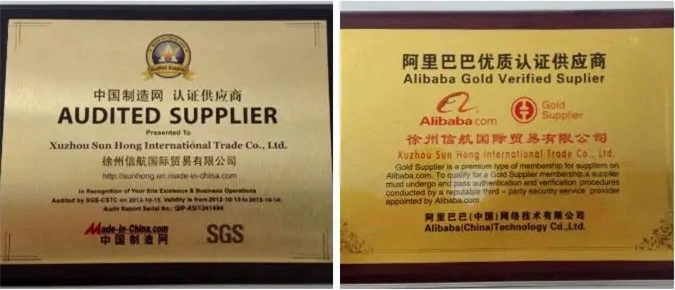 Audited Supplier
中国制造网 认证供应商
AUDITED SUPPLIER
Presented To
Xuzhou Sun Hong International Trade Co., Ltd.
徐州信航国际贸易有限公司
http://sunhong.en.made-in-china.com
In Recognition of Your Site Existence & Business Operations
Audited by SGS-CSTC on 2012-10-15 Validity is from 2012-10-15 to 2013-10-14
Audit Report Serial No.: QIP-ASI1241494
Made-in-China.com
中国制造网
SGS
阿里巴巴优质认证供应商
Alibaba Gold Verified Suplier
Alibaba.com
Gold Supplier
徐州信航国际贸易有限公司
Xuzhou Sun Hong International Trade Co., Ltd.
Gold Supplier is a premium type of membership for suppliers on
Alibaba.com. To qualify for a Gold Supplier membership,a supplier
must undergo and pass authentication and verification procedures
conducted by a reputable third – party security service provider
appointed by Alibaba.com
阿里巴巴(中国)网络技术有限公司
Alibaba(China)Technology Co.,Ltd.